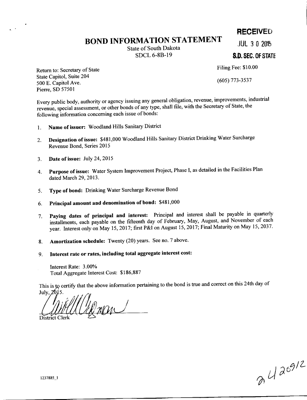 RECEIVED
JUL 30 2015
S.D. SEC. OF STATE
BOND INFORMATION STATEMENT
State of South Dakota
SDCL 6-8B-19
Return to: Secretary of State
State Capitol, Suite 204
500 E. Capitol Ave.
Pierre, SD 57501
Filing Fee: $10.00
(605) 773-3537
Every public body, authority or agency issuing any general obligation, revenue, improvements, industrial
revenue, special assessment, or other bonds of any type, shall file, with the Secretary of State, the
following information concerning each issue of bonds:
1. Name of issuer: Woodland Hills Sanitary District
2. Designation of issue: $481,000 Woodland Hills Sanitary District Drinking Water Surcharge
Revenue Bond, Series 2015
3. Date of issue: July 24, 2015
4. Purpose of issue: Water System Improvement Project, Phase I, as detailed in the Facilities Plan
dated March 29, 2013.
5. Type of bond: Drinking Water Surcharge Revenue Bond
6. Principal amount and denomination of bond: $481,000
7. Paying dates of principal and interest: Principal and interest shall be payable in quarterly
installments, each payable on the fifteenth day of February, May, August, and November of each
year. Interest only on May 15, 2017; first P&I on August 15, 2017; Final Maturity on May 15, 2037.
8. Amortization schedule: Twenty (20) years. See no. 7 above.
9. Interest rate or rates, including total aggregate interest cost:
Interest Rate: 3.00%
Total Aggregate Interest Cost: $186,887
This is to certify that the above information pertaining to the bond is true and correct on this 24th day of
July, 2015.
District Clerk
2420912